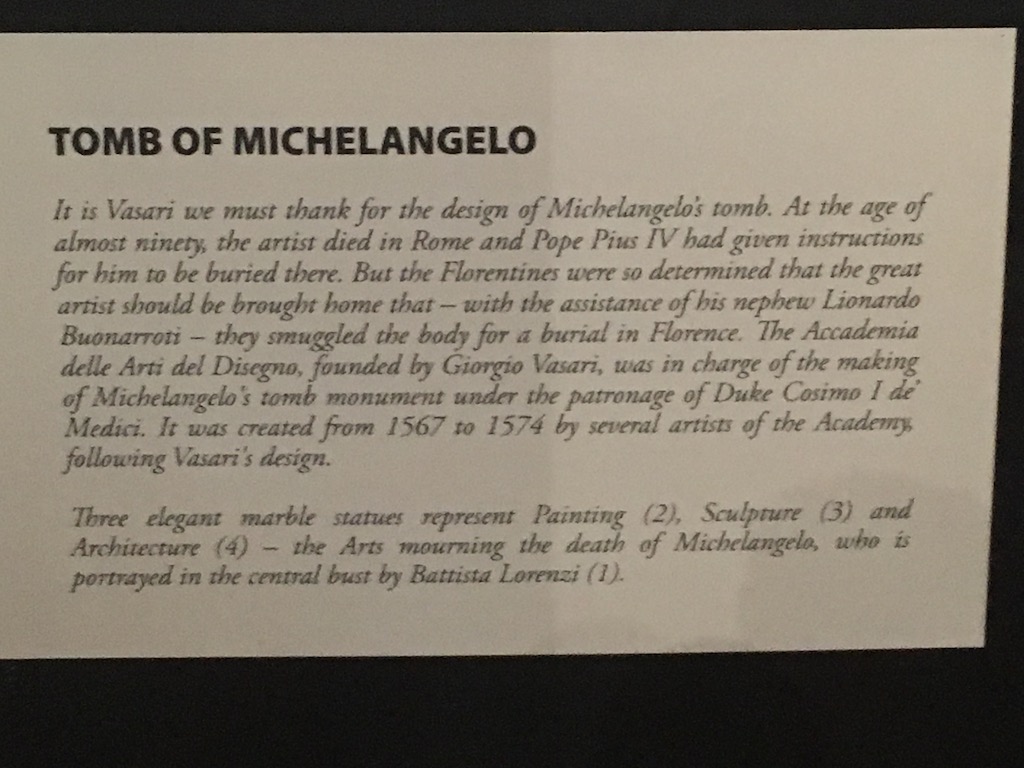 TOMB OF MICHELANGELO
It is Vasari we must thank for the design of Michelangelo's tomb. At the age of
almost ninety, the artist died in Rome and Pope Pius IV had given instructions
for him to be buried there. But the Florentines were so determined that the great
artist should be brought home that – with the assistance of his nephew Lionardo
Buonarroti – they smuggled the body for a burial in Florence. The Accademia
delle Arti del Disegno, founded by Giorgio Vasari, was in charge of the making
of Michelangelo's tomb monument under the patronage of Duke Cosimo I de'
Medici. It was created from 1567 to 1574 by several artists of the Academy,
following Vasari's design.
Three elegant marble statues represent Painting (2), Sculpture (3) and
Architecture (4) – the Arts mourning the death of Michelangelo, who is
portrayed in the central bust by Battista Lorenzi (1).